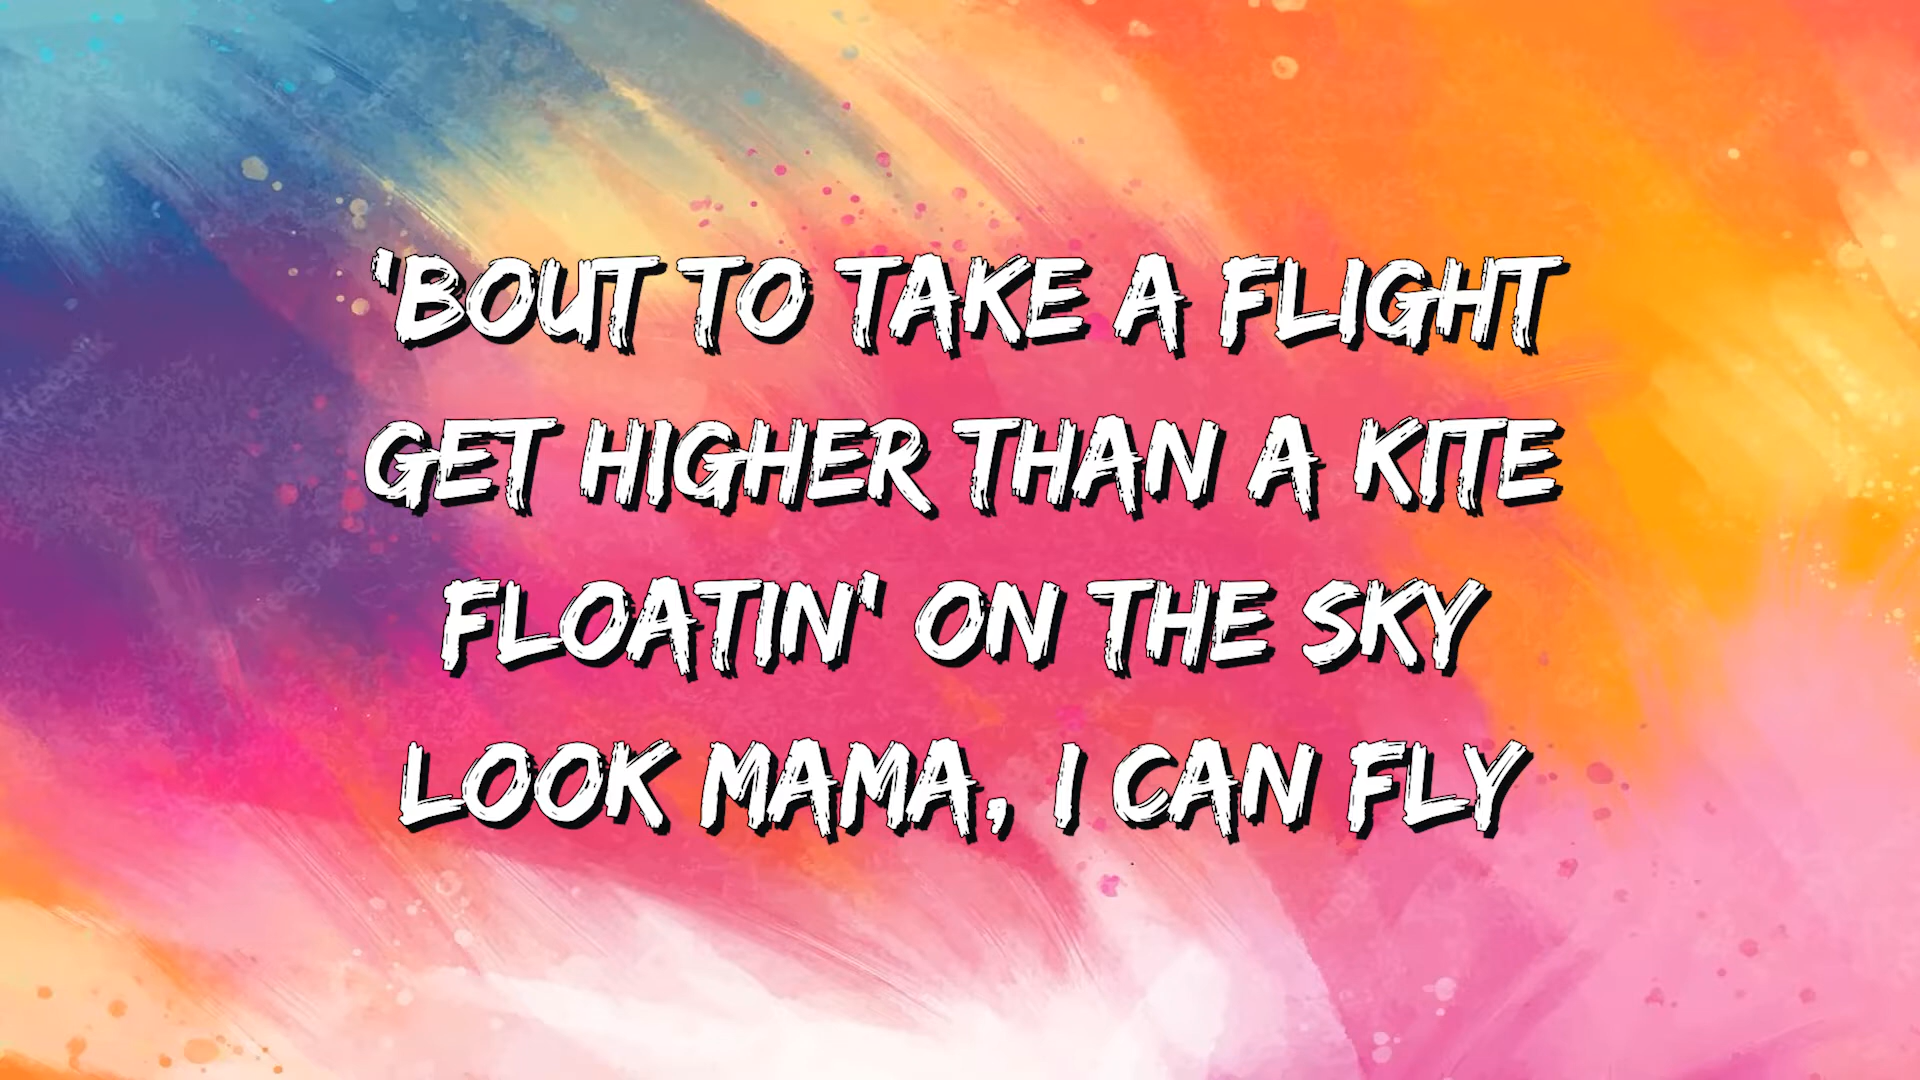 'BOUT TO TAKE A FLIGHT
GET HIGHER THAN A KITE
FLOATIN' ON THE SKY
LOOK MAMA, I CAN FLY